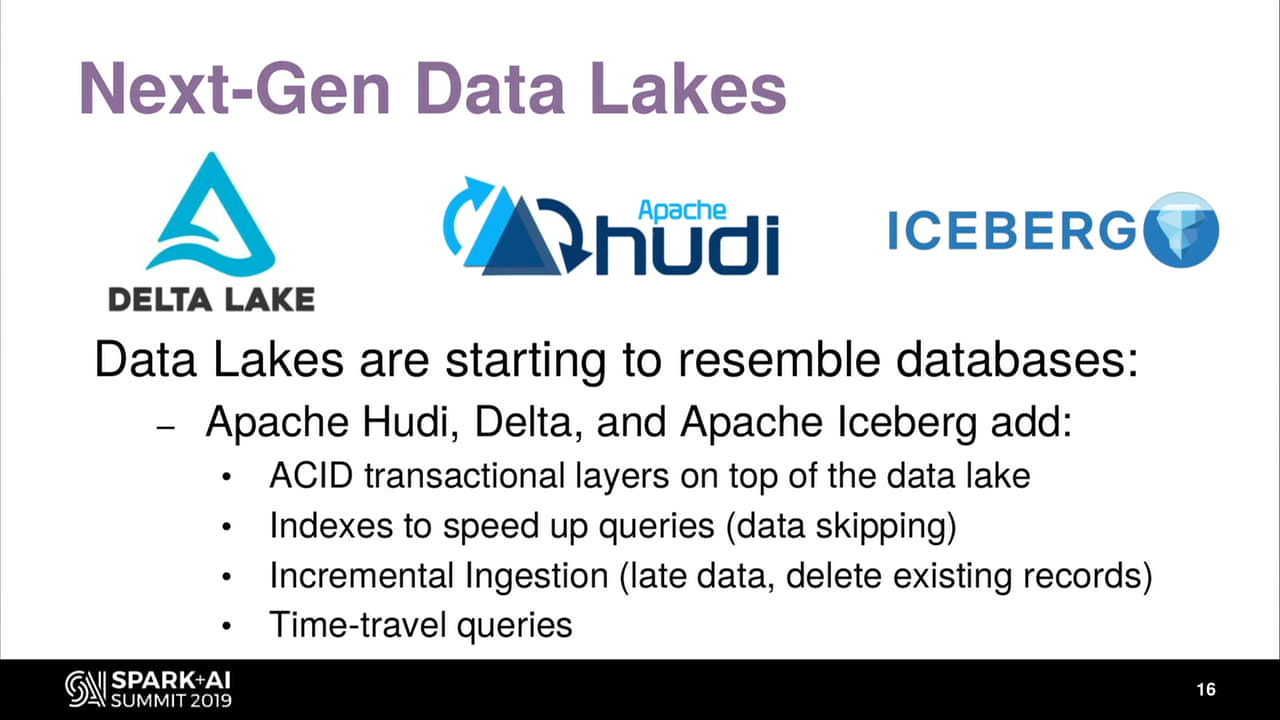 Next-Gen Data Lakes
DELTA LAKE
Apache
hudi
ICEBERG
Data Lakes are starting to resemble databases:
– Apache Hudi, Delta, and Apache Iceberg add:
• ACID transactional layers on top of the data lake
• Indexes to speed up queries (data skipping)
• Incremental Ingestion (late data, delete existing records)
• Time-travel queries
SPARK+AI
SUMMIT 2019
16